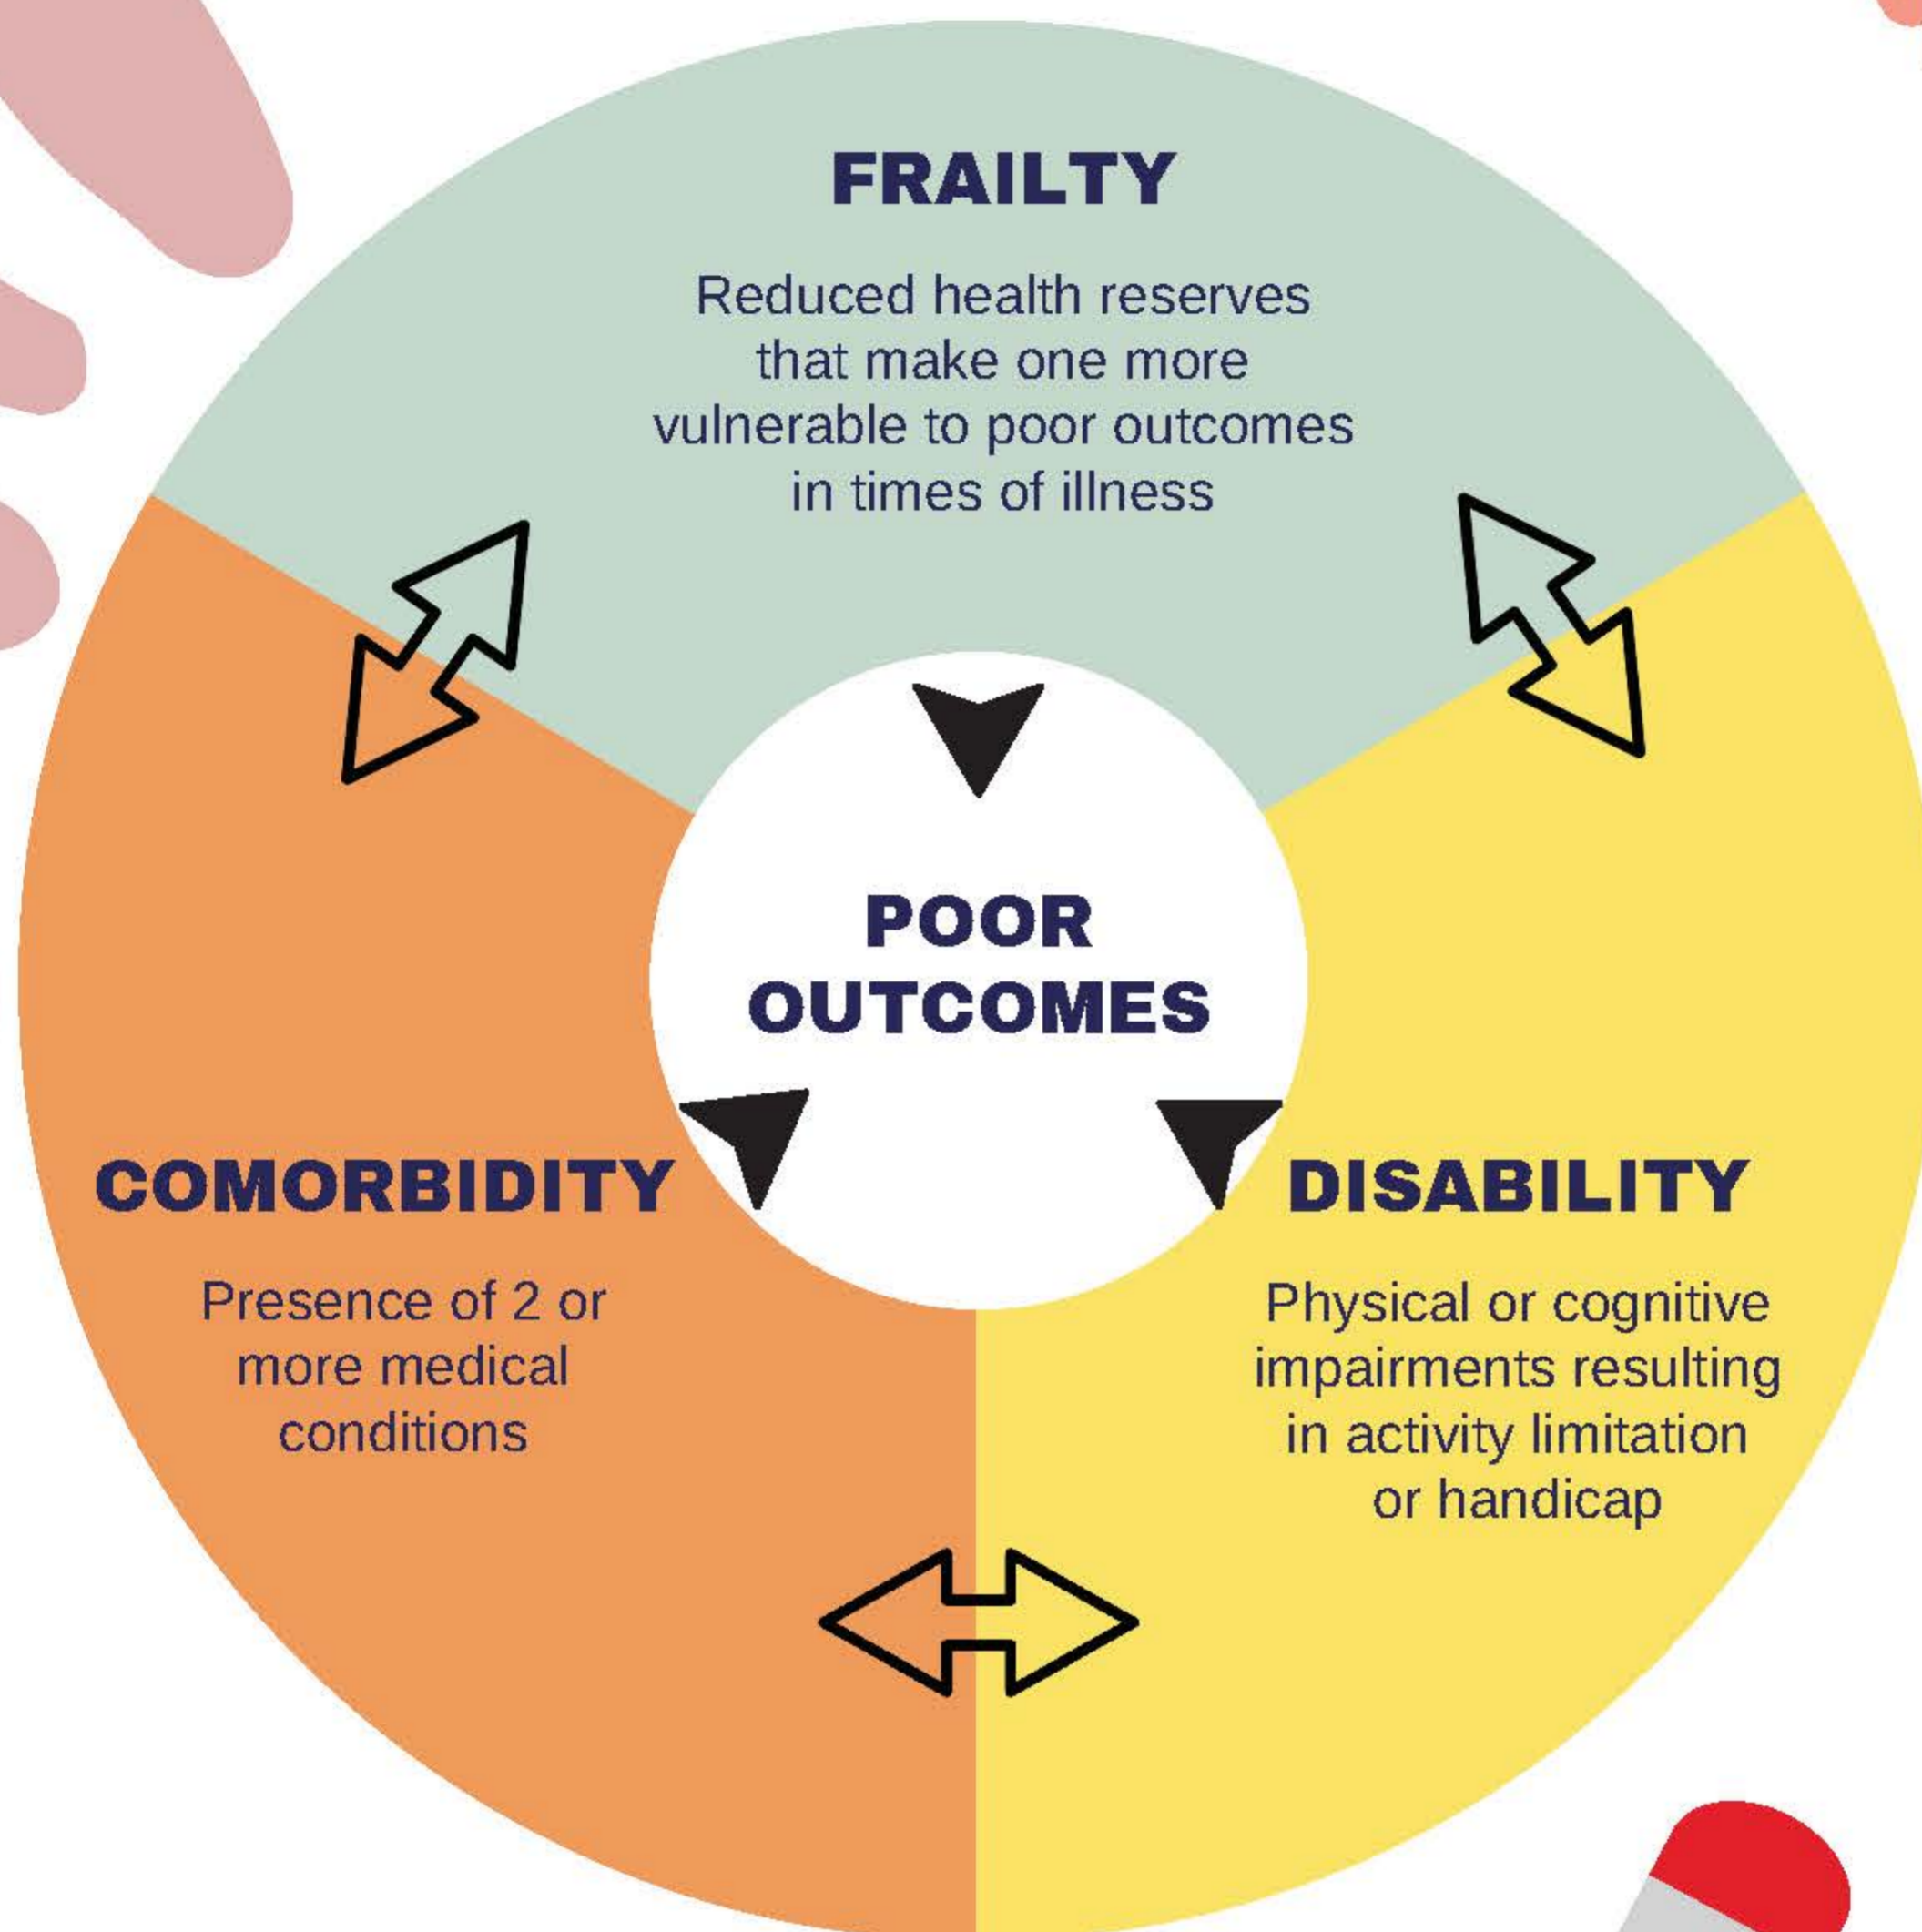 FRAILTY
Reduced health reserves
that make one more
vulnerable to poor outcomes
in times of illness
POOR
OUTCOMES
COMORBIDITY
Presence of 2 or
more medical
conditions
DISABILITY
Physical or cognitive
impairments resulting
in activity limitation
or handicap